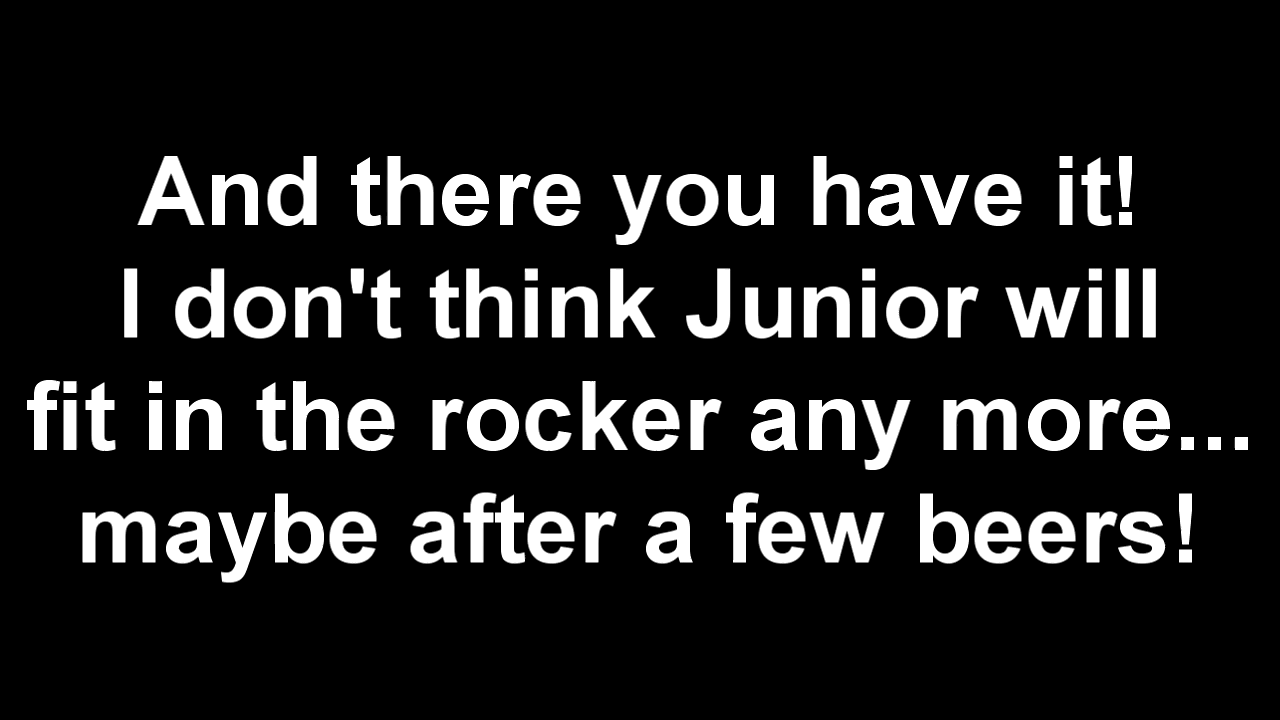 And there you have it!
I don't think Junior will
fit in the rocker any more...
maybe after a few beers!